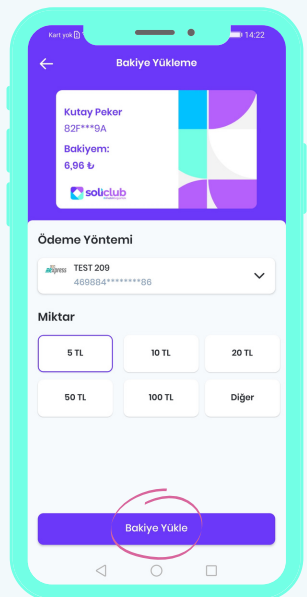 Kart yok
14:22
Bakiye Yükleme
Kutay Peker
82F***9A
Bakiyem:
6,96 ₺
soliclub
Ödeme Yöntemi
TEST 209
469884********86
Miktar
5 TL
10 TL
20 TL
50 TL
100 TL
Diğer
Bakiye Yükle